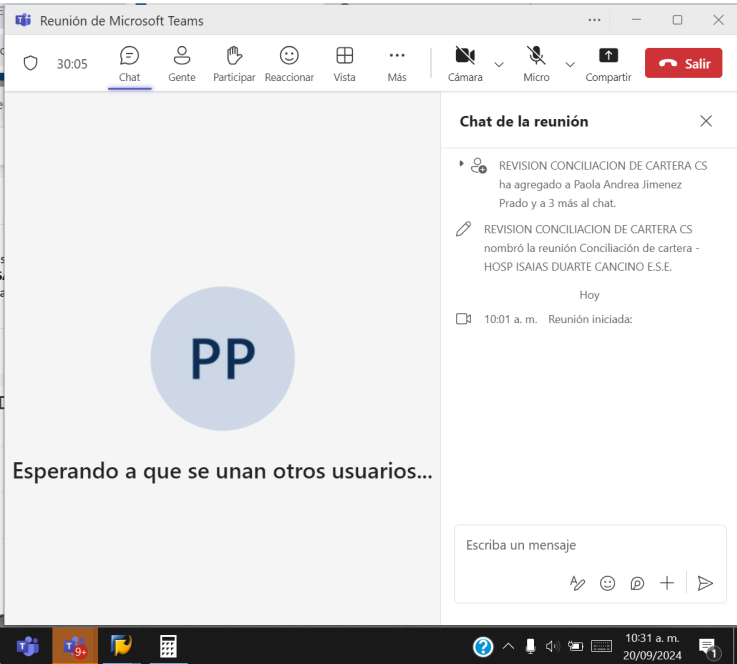 Reunión de Microsoft Teams
30:05
Chat
Gente
Participar
Reaccionar
Vista
Más
Cámara
Micro
Compartir
Salir
Chat de la reunión
REVISION CONCILIACION DE CARTERA CS
ha agregado a Paola Andrea Jimenez
Prado y a 3 más al chat.
REVISION CONCILIACION DE CARTERA CS
nombró la reunión Conciliación de cartera -
HOSP ISAIAS DUARTE CANCINO E.S.E.
Hoy
10:01 a. m. Reunión iniciada:
PP
Esperando a que se unan otros usuarios...
Escriba un mensaje
9+
10:31 a. m.
20/09/2024
1